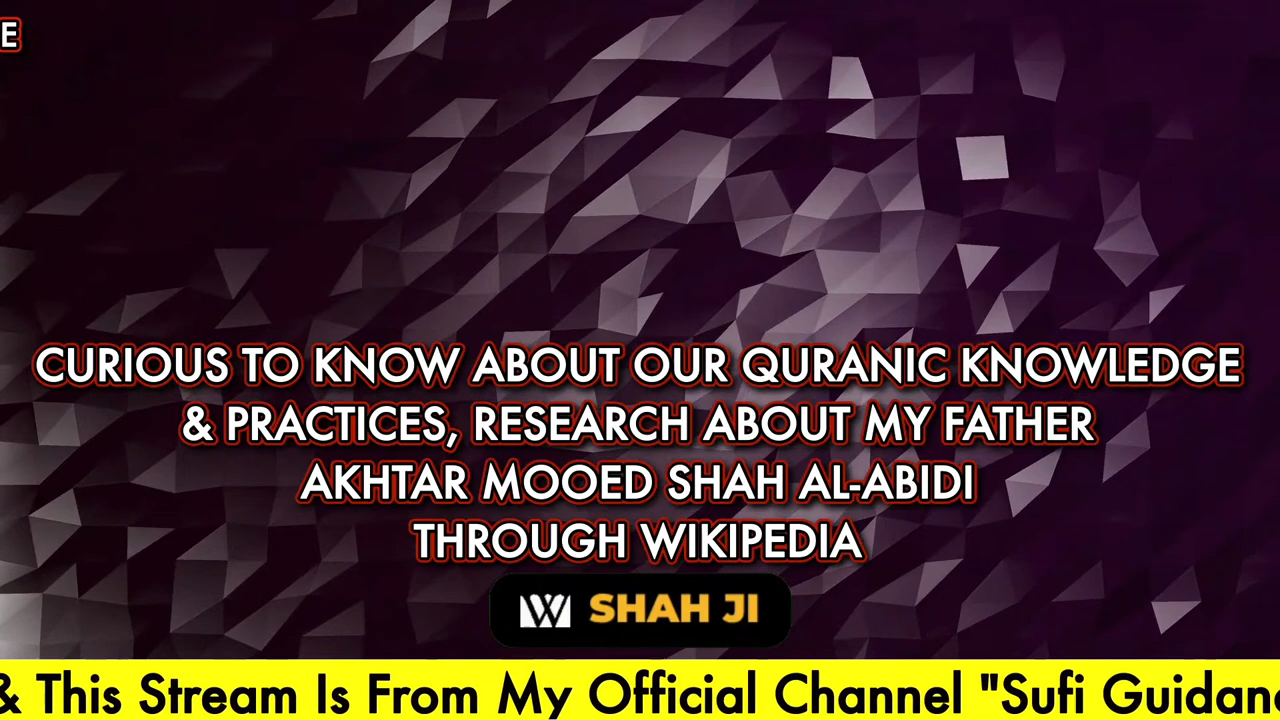 E
CURIOUS TO KNOW ABOUT OUR QURANIC KNOWLEDGE
& PRACTICES, RESEARCH ABOUT MY FATHER
AKHTAR MOOED SHAH AL-ABIDI
THROUGH WIKIPEDIA
W SHAH JI
& This Stream Is From My Official Channel "Sufi Guidanc